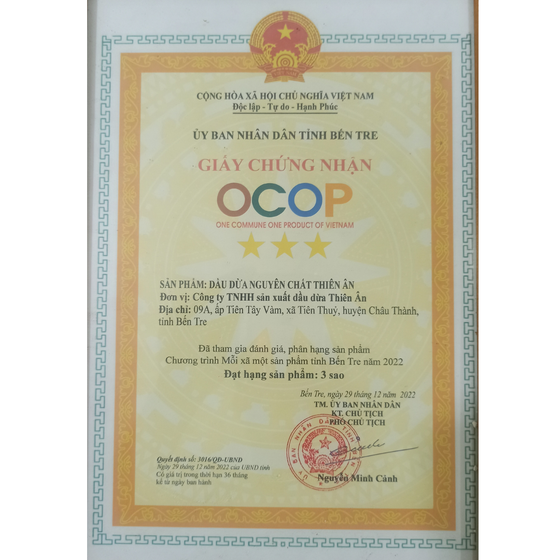 CỘNG HÒA XÃ HỘI CHỦ NGHĨA VIỆT NAM
Độc lập - Tự do - Hạnh Phúc
ỦY BAN NHÂN DÂN TỈNH BẾN TRE
GIẤY CHỨNG NHẬN
OCOP
ONE COMMUNE ONE PRODUCT OF VIETNAM
SẢN PHẨM: DẦU DỪA NGUYÊN CHẤT THIÊN ÂN
Đơn vị: Công ty TNHH sản xuất dầu dừa Thiên Ân
Địa chỉ: 09A, ấp Tiên Tây Vàm, xã Tiên Thuỷ, huyện Châu Thành,
tỉnh Bến Tre
Đã tham gia đánh giá, phân hạng sản phẩm
Chương trình Mỗi xã một sản phẩm tỉnh Bến Tre năm 2022
Đạt hạng sản phẩm: 3 sao
Bến Tre, ngày 29 tháng 12 năm 2022
TM. ỦY BAN NHÂN DÂN
KT. CHỦ TỊCH
PHÓ CHỦ TỊCH
Quyết định số: 3016/QĐ-UBND
Ngày 29 tháng 12 năm 2022 của UBND tỉnh
Có giá trị trong thời hạn 36 tháng
kể từ ngày ban hành
Nguyễn Minh Cảnh